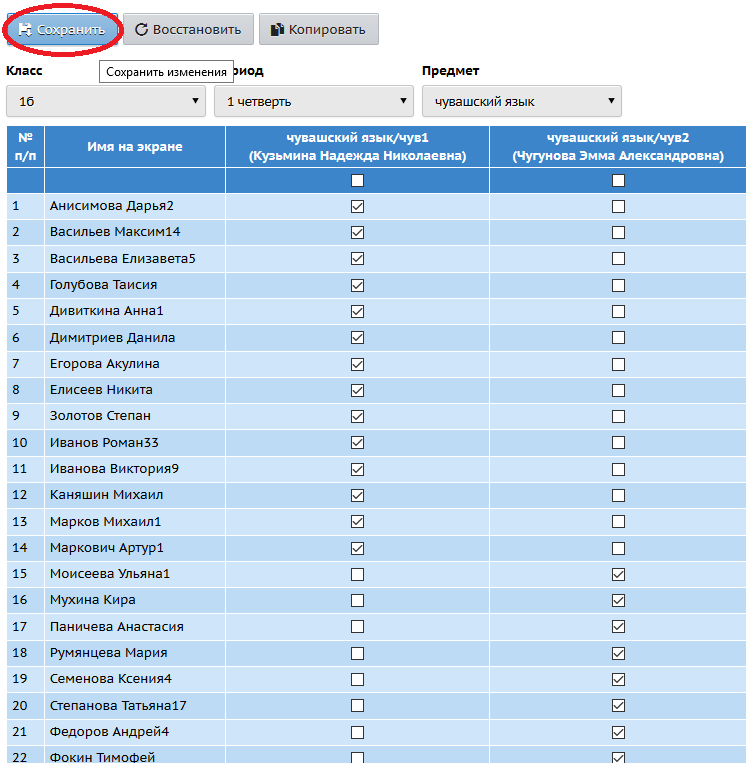 Сохранить Восстановить Копировать
Сохранить изменения
Класс риод Предмет
1б 1 четверть чувашский язык
№ п/п Имя на экране чувашский язык/чув1 (Кузьмина Надежда Николаевна) чувашский язык/чув2 (Чугунова Эмма Александровна)
1 Анисимова Дарья2
2 Васильев Максим14
3 Васильева Елизавета5
4 Голубова Таисия
5 Дивиткина Анна1
6 Димитриев Данила
7 Егорова Акулина
8 Елисеев Никита
9 Золотов Степан
10 Иванов Роман33
11 Иванова Виктория9
12 Каняшин Михаил
13 Марков Михаил1
14 Маркович Артур1
15 Моисеева Ульяна1
16 Мухина Кира
17 Паничева Анастасия
18 Румянцева Мария
19 Семенова Ксения4
20 Степанова Татьяна17
21 Федоров Андрей4
22 Фокин Тимофей